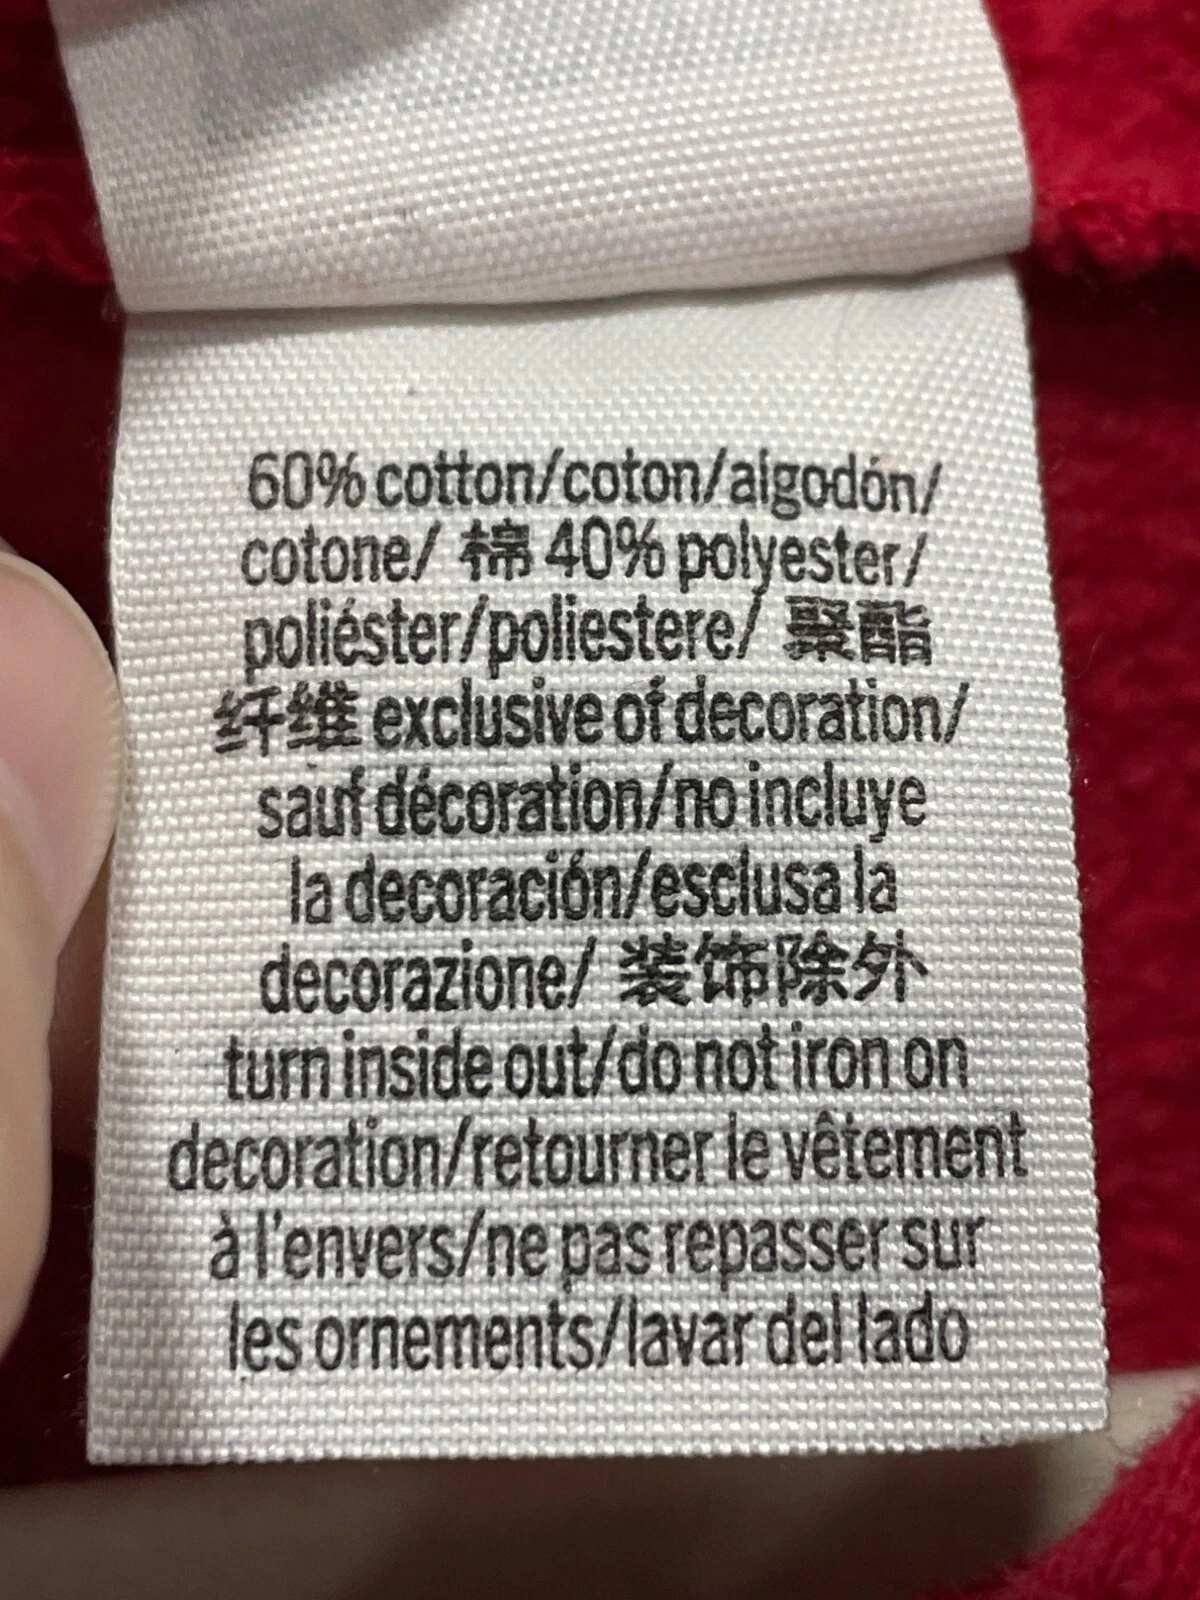 60% cotton/coton/algodón/
cotone/ 棉 40% polyester/
poliéster/poliestere/ 聚酯
纤维 exclusive of decoration/
sauf décoration/no incluye
la decoración/esclusa la
decorazione/ 装饰除外
turn inside out/do not iron on
decoration/retourner le vêtement
à l'envers/ne pas repasser sur
les ornements/lavar del lado